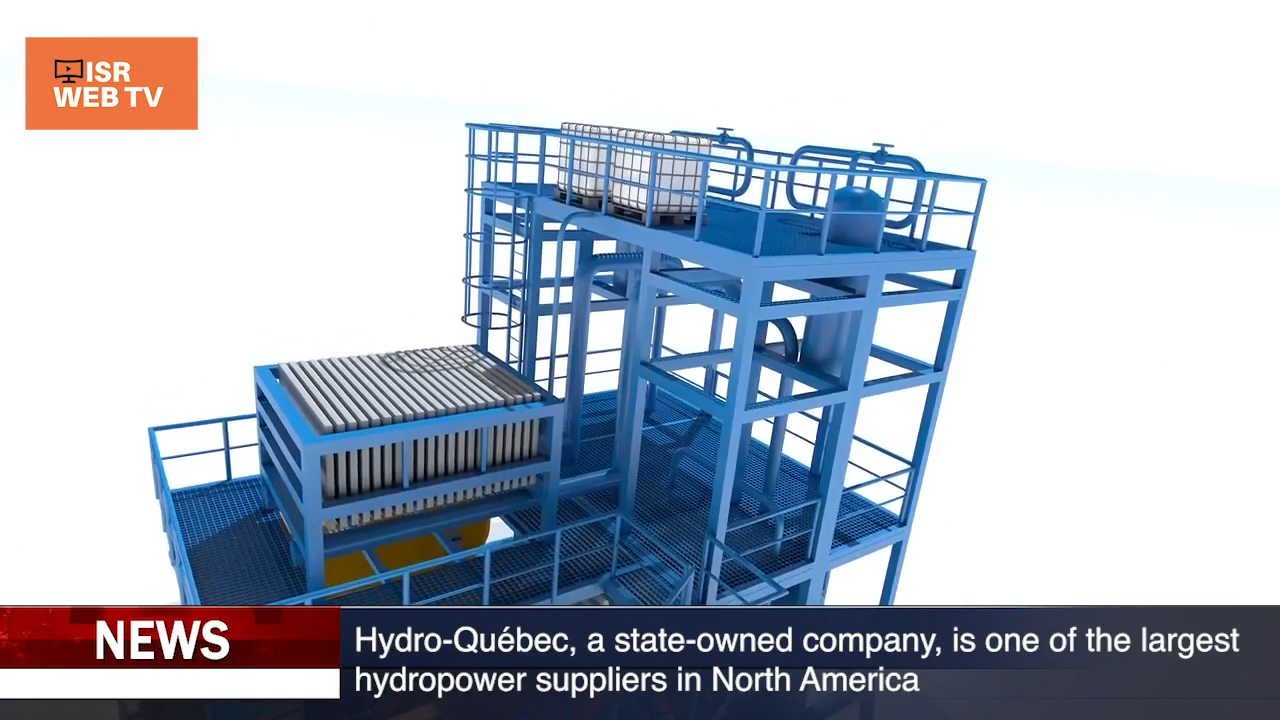 ISR
WEB TV
NEWS
Hydro-Québec, a state-owned company, is one of the largest
hydropower suppliers in North America